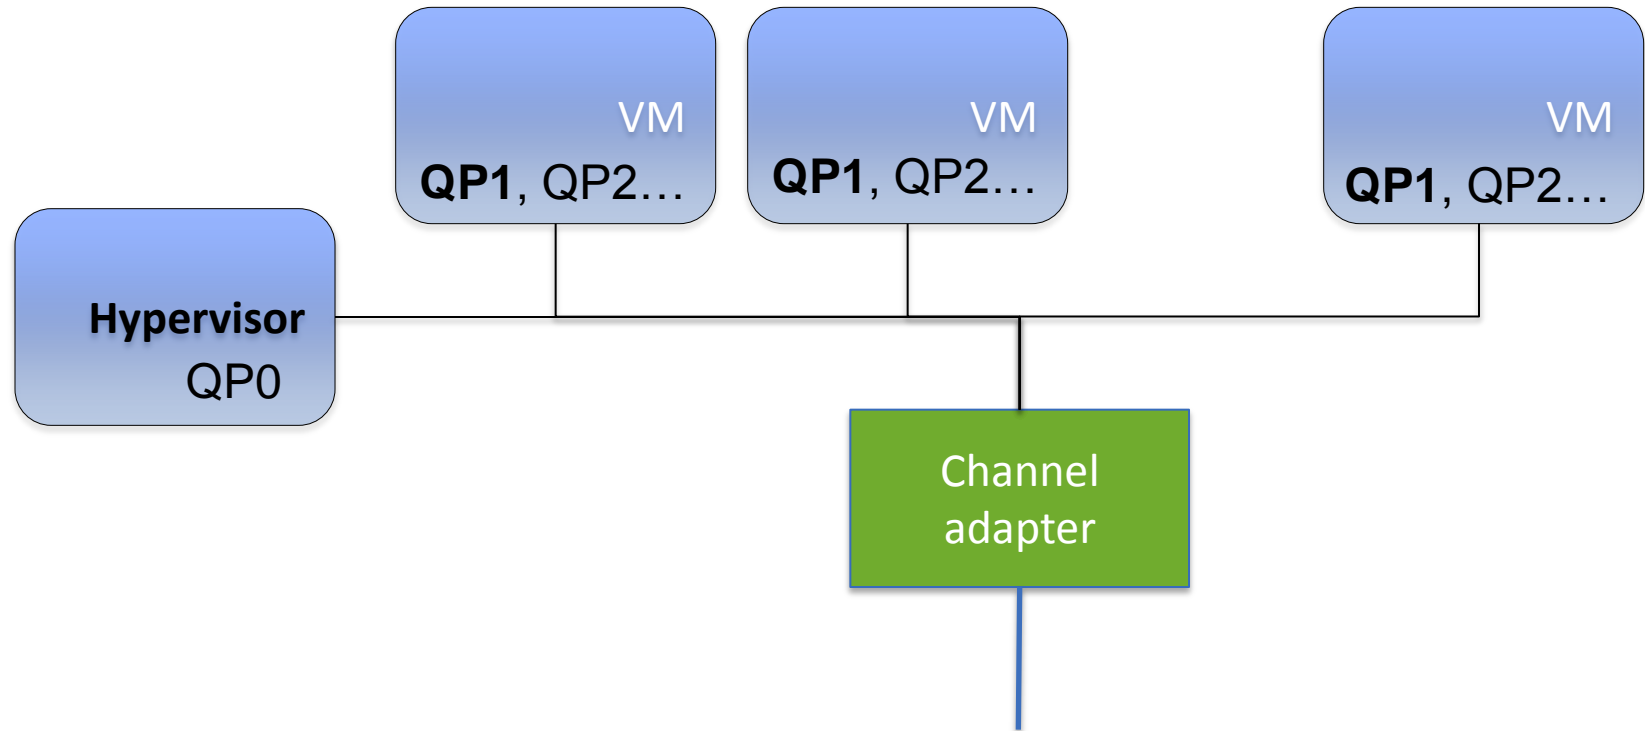 VM
QP1, QP2…
VM
QP1, QP2…
VM
QP1, QP2…
Hypervisor
QP0
Channel
adapter